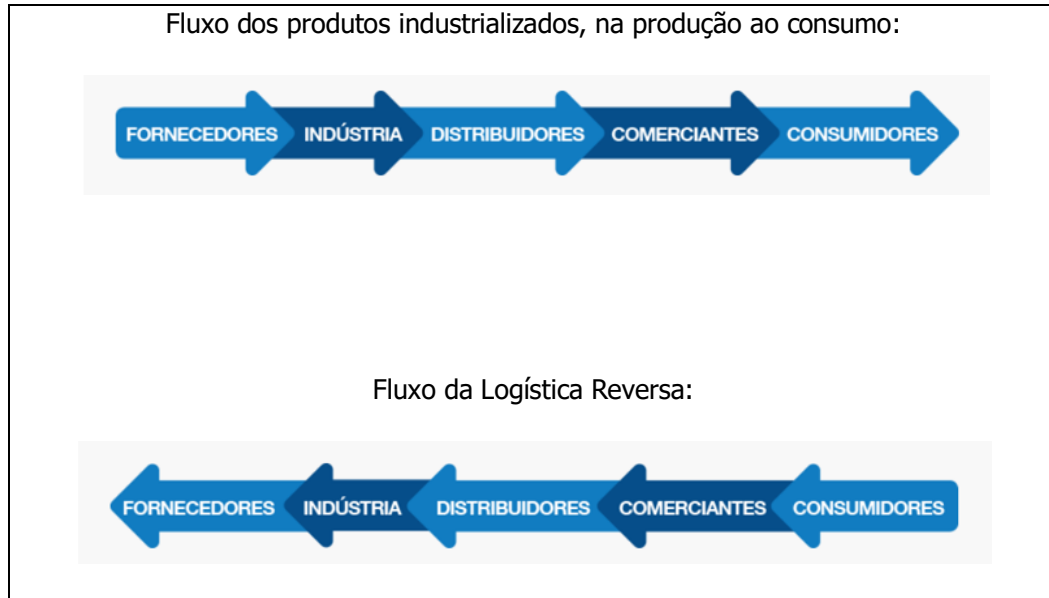 Fluxo dos produtos industrializados, na produção ao consumo:
FORNECEDORES INDÚSTRIA DISTRIBUIDORES COMERCIANTES CONSUMIDORES
Fluxo da Logística Reversa:
FORNECEDORES INDÚSTRIA DISTRIBUIDORES COMERCIANTES CONSUMIDORES